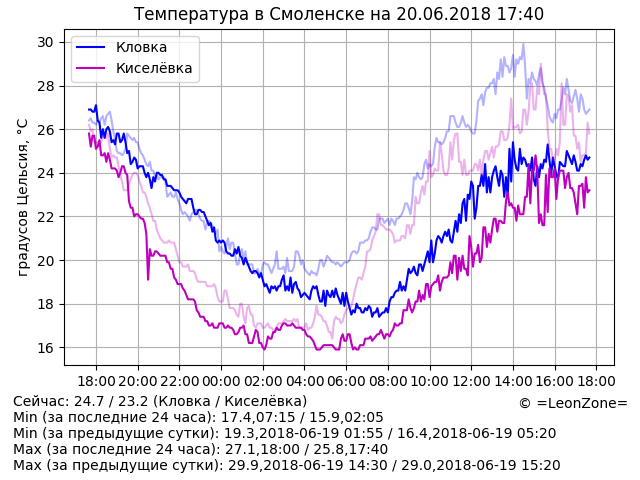 Температура в Смоленске на 20.06.2018 17:40
Кловка
Киселёвка
градусов Цельсия, °C
30
28
26
24
22
20
18
16
18:00 20:00 22:00 00:00 02:00 04:00 06:00 08:00 10:00 12:00 14:00 16:00 18:00
Сейчас: 24.7 / 23.2 (Кловка / Киселёвка)
© =LeonZone=
Min (за последние 24 часа): 17.4,07:15 / 15.9,02:05
Min (за предыдущие сутки): 19.3,2018-06-19 01:55 / 16.4,2018-06-19 05:20
Max (за последние 24 часа): 27.1,18:00 / 25.8,17:40
Max (за предыдущие сутки): 29.9,2018-06-19 14:30 / 29.0,2018-06-19 15:20